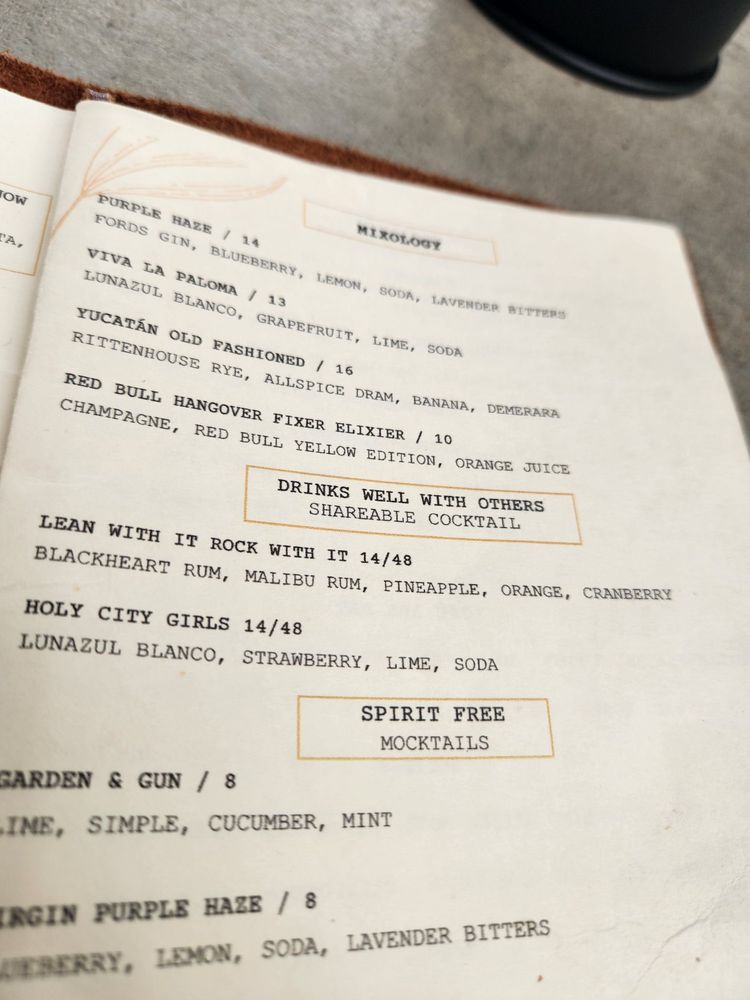 MIXOLOGY
PURPLE HAZE / 14
FORDS GIN, BLUEBERRY, LEMON, SODA, LAVENDER BITTERS
VIVA LA PALOMA / 13
LUNAZUL BLANCO, GRAPEFRUIT, LIME, SODA
YUCATÁN OLD FASHIONED / 16
RITTENHOUSE RYE, ALLSPICE DRAM, BANANA, DEMERARA
RED BULL HANGOVER FIXER ELIXIER / 10
CHAMPAGNE, RED BULL YELLOW EDITION, ORANGE JUICE
DRINKS WELL WITH OTHERS
SHAREABLE COCKTAIL
LEAN WITH IT ROCK WITH IT 14/48
BLACKHEART RUM, MALIBU RUM, PINEAPPLE, ORANGE, CRANBERRY
HOLY CITY GIRLS 14/48
LUNAZUL BLANCO, STRAWBERRY, LIME, SODA
SPIRIT FREE
MOCKTAILS
GARDEN & GUN / 8
LIME, SIMPLE, CUCUMBER, MINT
IRGIN PURPLE HAZE / 8
UEBERRY, LEMON, SODA, LAVENDER BITTERS